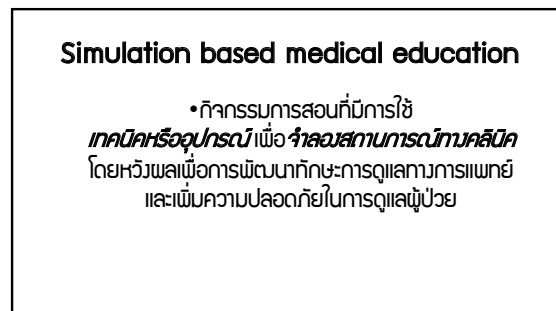 Simulation based medical education
•กิจกรรมการสอนที่มีการใช้
เทคนิคหรืออุปกรณ์ เพื่อ จำลองสถานการณ์ทางคลินิค
โดยหวังผลเพื่อการพัฒนาทักษะการดูแลทางการแพทย์
และเพิ่มความปลอดภัยในการดูแลผู้ป่วย